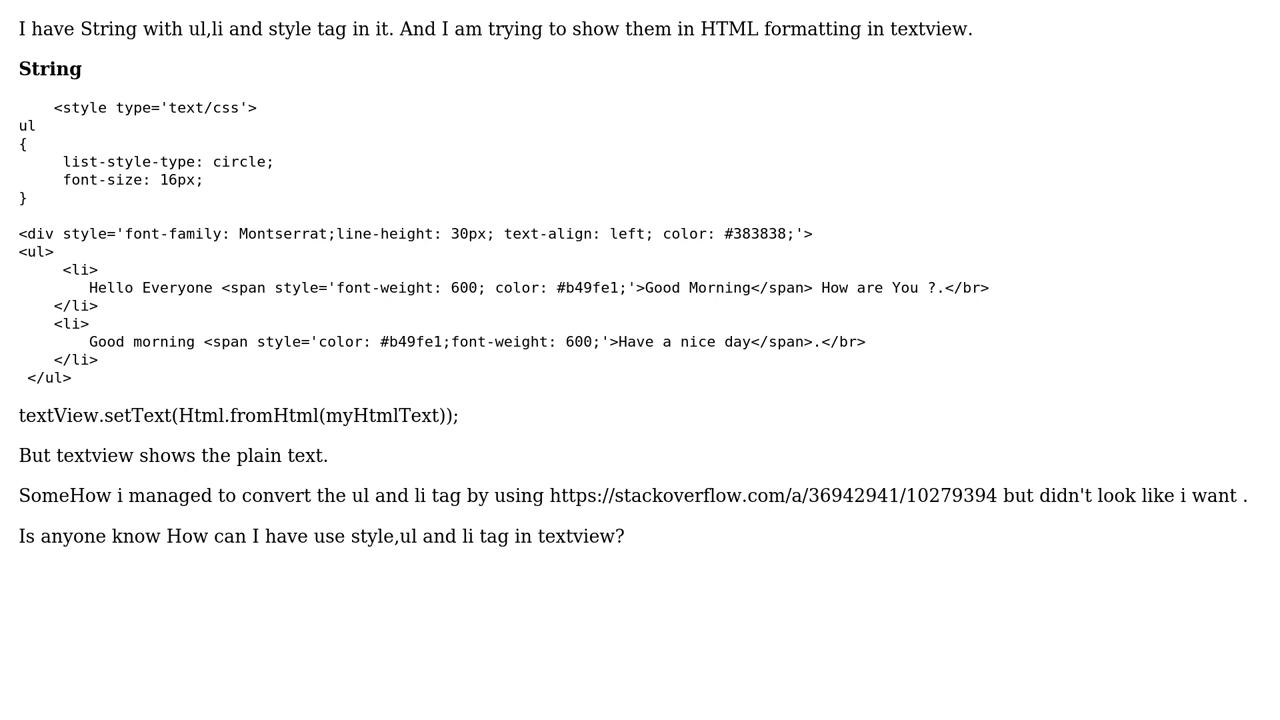 I have String with ul,li and style tag in it. And I am trying to show them in HTML formatting in textview.
String
<style type='text/css'>
ul
{
list-style-type: circle;
font-size: 16px;
}
<div style='font-family: Montserrat;line-height: 30px; text-align: left; color: #383838;'>
<ul>
<li>
Hello Everyone <span style='font-weight: 600; color: #b49fe1;'>Good Morning</span> How are You ?.</br>
</li>
<li>
Good morning <span style='color: #b49fe1;font-weight: 600;'>Have a nice day</span>.</br>
</li>
</ul>
textView.setText(Html.fromHtml(myHtmlText));
But textview shows the plain text.
SomeHow i managed to convert the ul and li tag by using https://stackoverflow.com/a/36942941/10279394 but didn't look like i want .
Is anyone know How can I have use style,ul and li tag in textview?